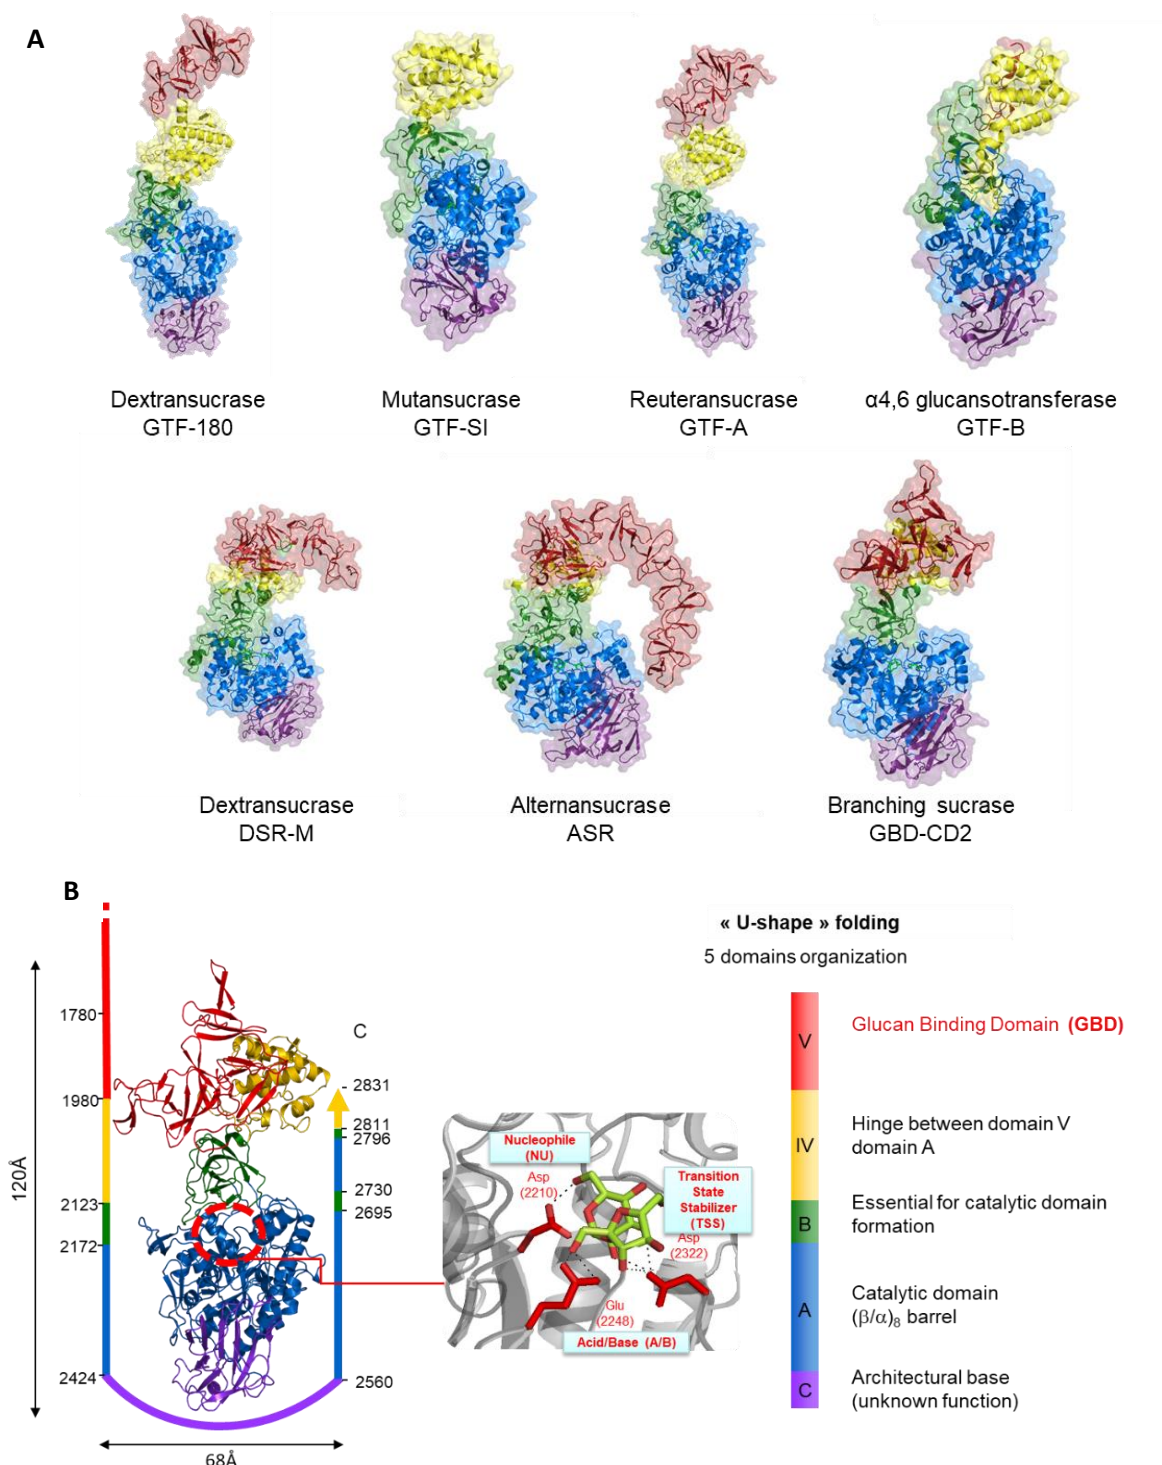 A
Dextransucrase
GTF-180
Mutansucrase
GTF-SI
Reuteransucrase
GTF-A
α4,6 glucansotransferase
GTF-B
Dextransucrase
DSR-M
Alternansucrase
ASR
Branching sucrase
GBD-CD2
B
« U-shape » folding
5 domains organization
120Å
1780
1980
2123
2172
2424
C
2831
2811
2796
2730
2695
2560
68Å
Nucleophile
(NU)
Asp
(2210)
Transition
State
Stabilizer
(TSS)
Asp
(2322)
Glu
(2248)
Acid/Base (A/B)
V
Glucan Binding Domain (GBD)
IV
Hinge between domain V
domain A
B
Essential for catalytic domain
formation
A
Catalytic domain
(β/α)8 barrel
C
Architectural base
(unknown function)